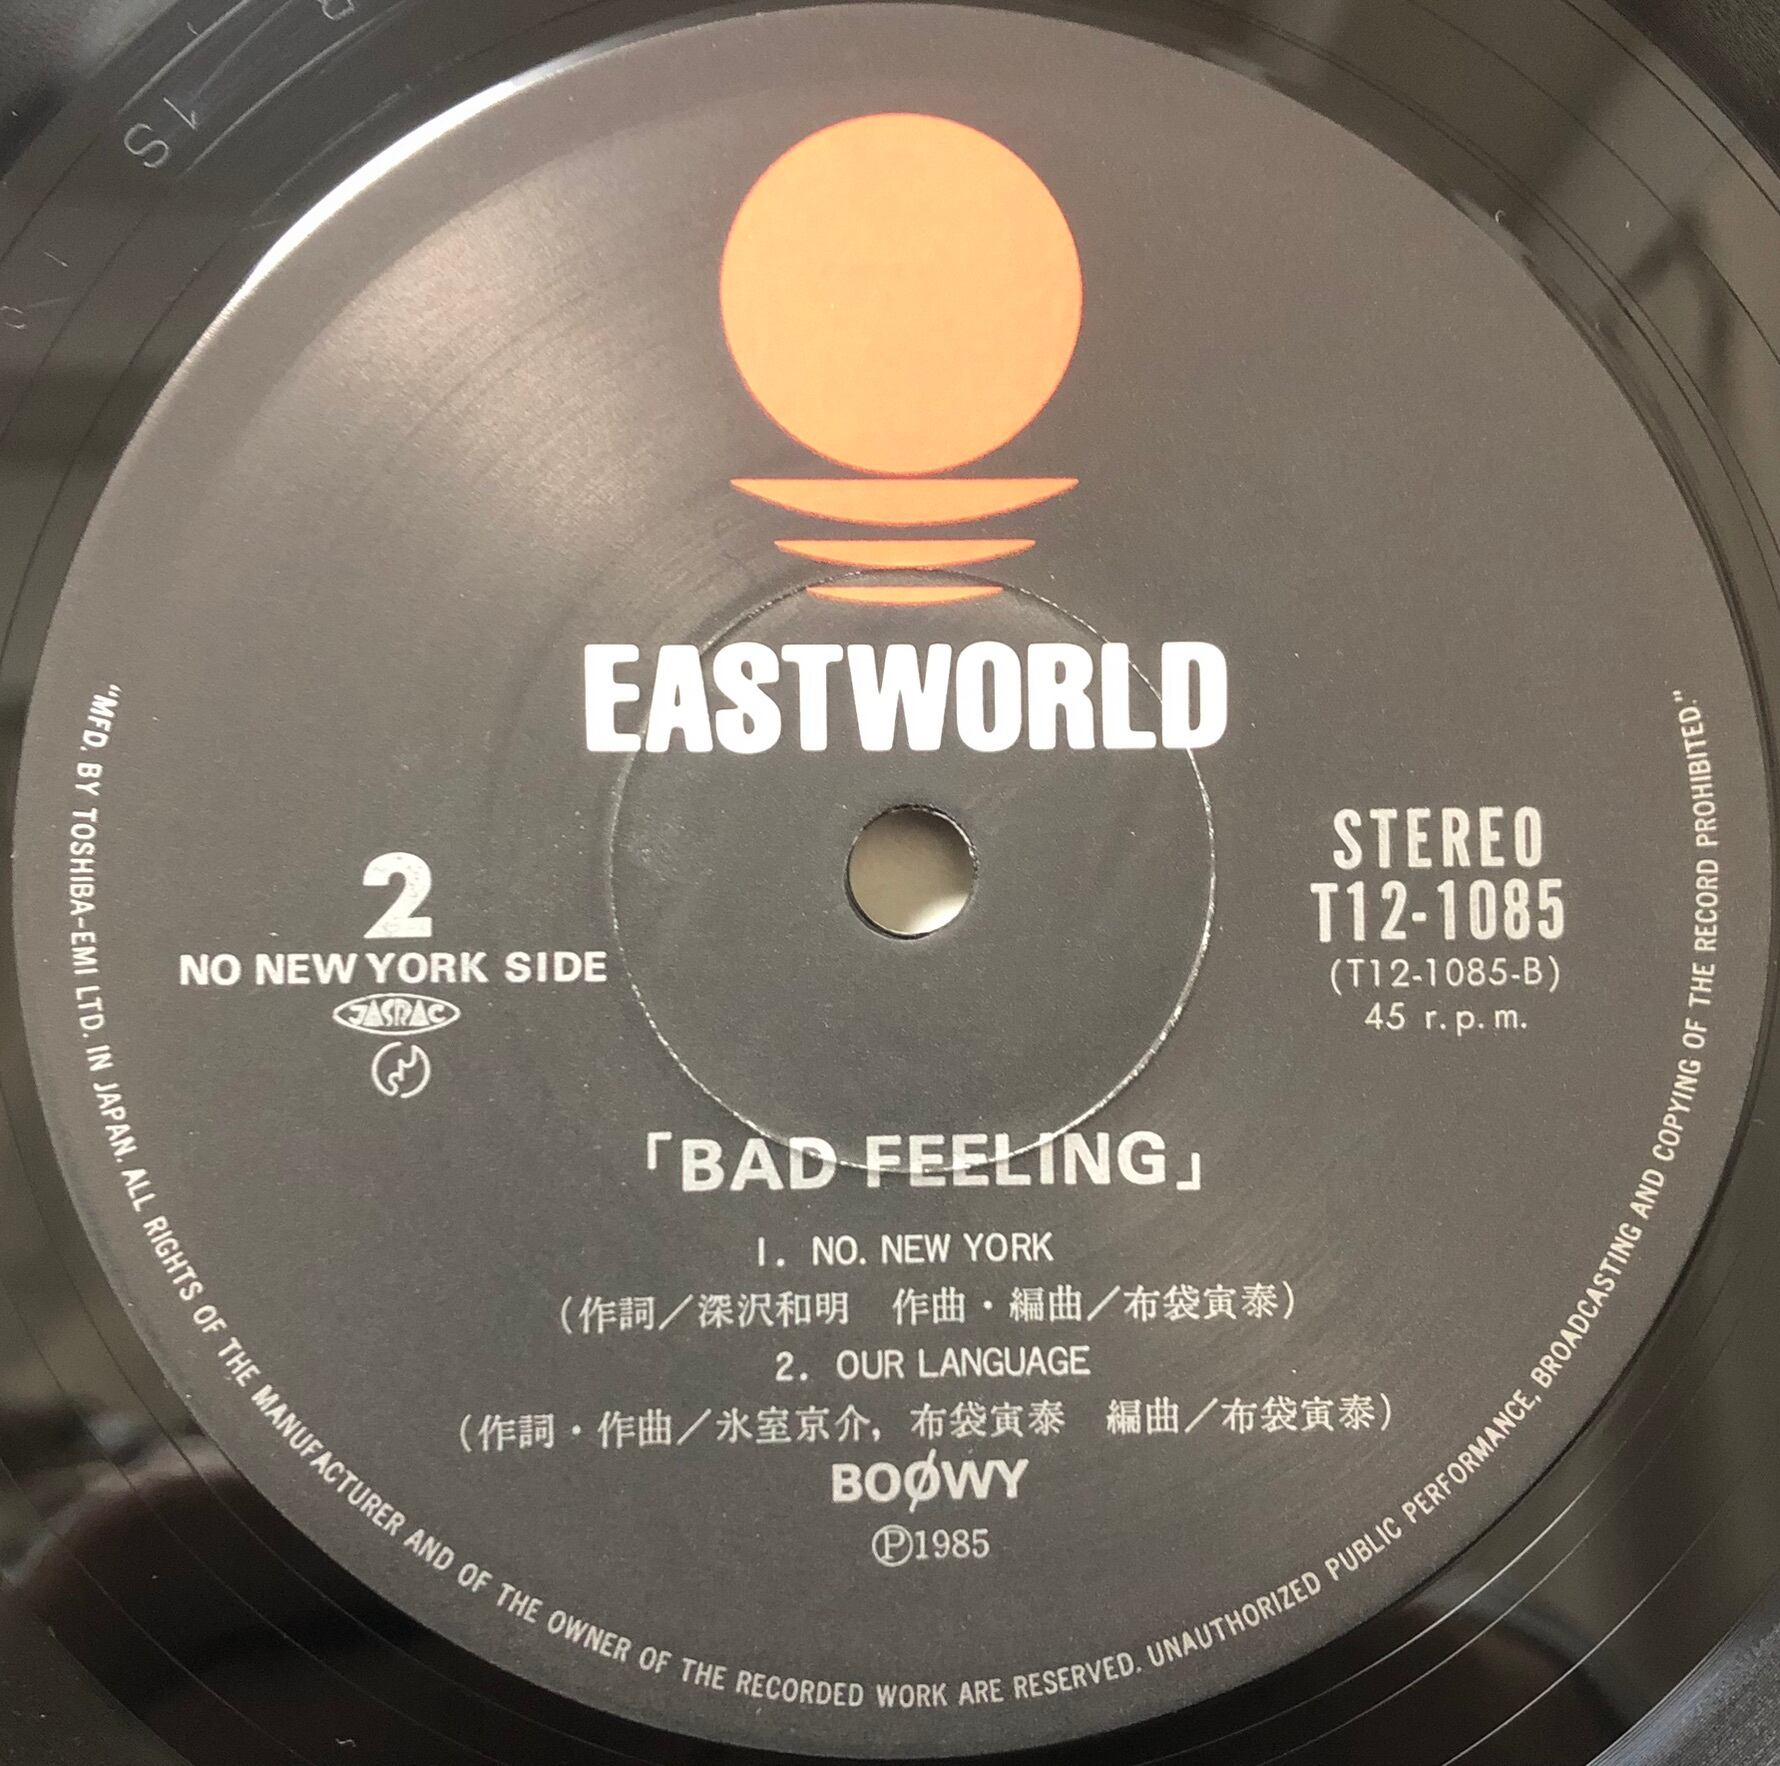 EASTWORLD
2
NO NEW YORK SIDE
JASRAC
STEREO
T12-1085
(T12-1085-B)
45 r.p.m.
「BAD FEELING」
1. NO. NEW YORK
(作詞/深沢和明 作曲・編曲/布袋寅泰)
2. OUR LANGUAGE
(作詞・作曲/氷室京介, 布袋寅泰 編曲/布袋寅泰)
BOØWY
Ⓟ1985
"MFD. BY TOSHIBA-EMI LTD. IN JAPAN. ALL RIGHTS OF THE MANUFACTURER AND OF THE OWNER OF THE RECORDED WORK ARE RESERVED. UNAUTHORIZED PUBLIC PERFORMANCE, BROADCASTING AND COPYING OF THE RECORD PROHIBITED."
1S